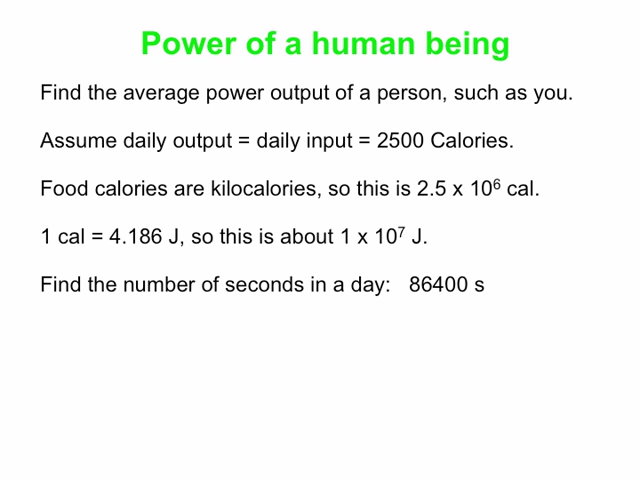 Power of a human being
Find the average power output of a person, such as you.
Assume daily output = daily input = 2500 Calories.
Food calories are kilocalories, so this is 2.5 x 10⁶ cal.
1 cal = 4.186 J, so this is about 1 x 10⁷ J.
Find the number of seconds in a day:   86400 s